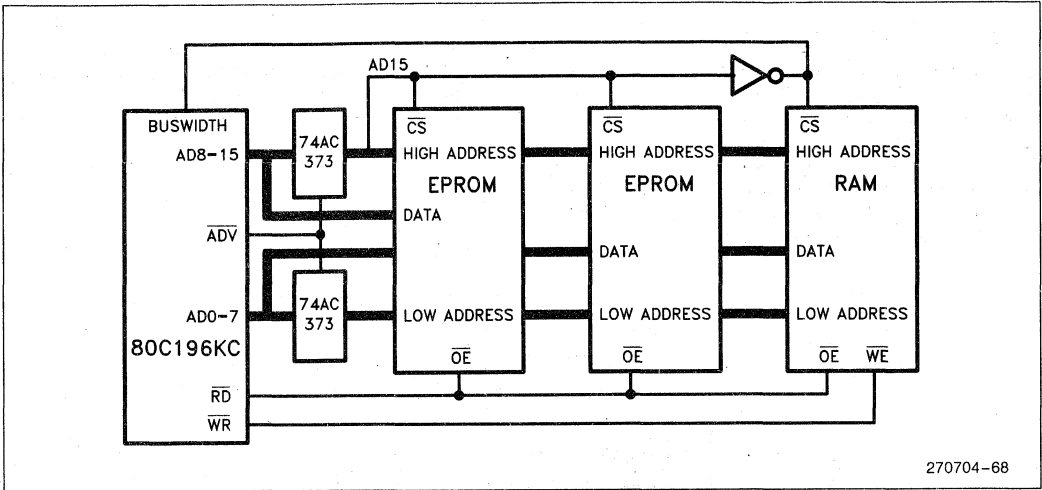 AD15
BUSWIDTH
AD8-15
ADV
AD0-7
80C196KC
RD
WR
74AC
373
74AC
373
CS
HIGH ADDRESS
EPROM
DATA
LOW ADDRESS
OE
CS
HIGH ADDRESS
EPROM
DATA
LOW ADDRESS
OE
CS
HIGH ADDRESS
RAM
DATA
LOW ADDRESS
OE WE
270704-68